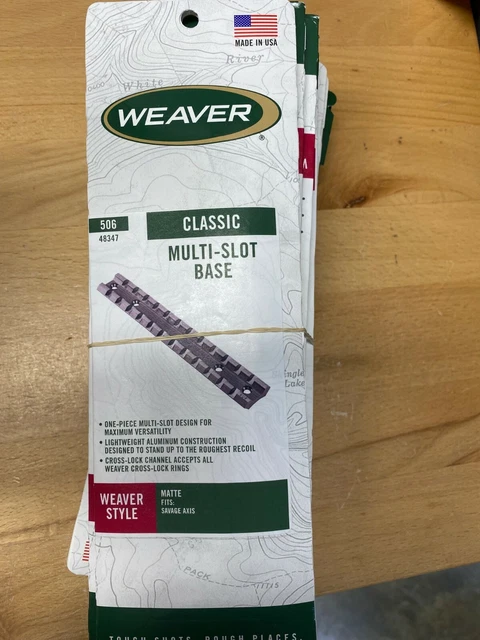 MADE IN USA
River
White
WEAVER
®
506
48347
CLASSIC
MULTI-SLOT
BASE
• ONE-PIECE MULTI-SLOT DESIGN FOR
MAXIMUM VERSATILITY
• LIGHTWEIGHT ALUMINUM CONSTRUCTION
DESIGNED TO STAND UP TO THE ROUGHEST RECOIL
• CROSS-LOCK CHANNEL ACCEPTS ALL
WEAVER CROSS-LOCK RINGS
WEAVER
STYLE
MATTE
FITS:
SAVAGE AXIS
Lake
PACK
TOUGH SHOTS. ROUGH PLACES.